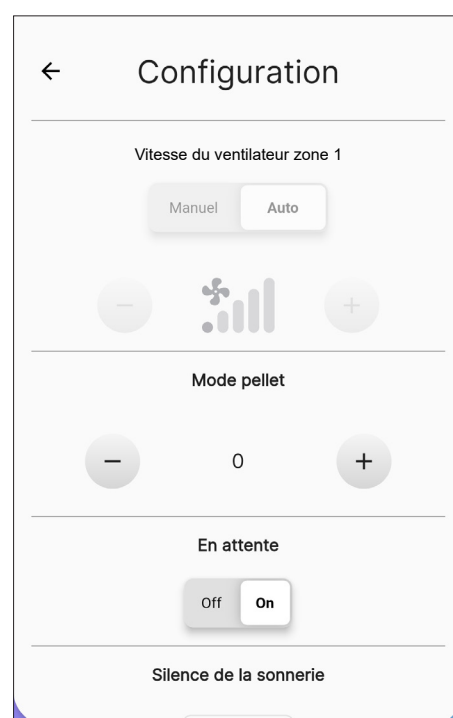 Configuration
Vitesse du ventilateur zone 1
Manuel Auto
Mode pellet
0
En attente
Off On
Silence de la sonnerie